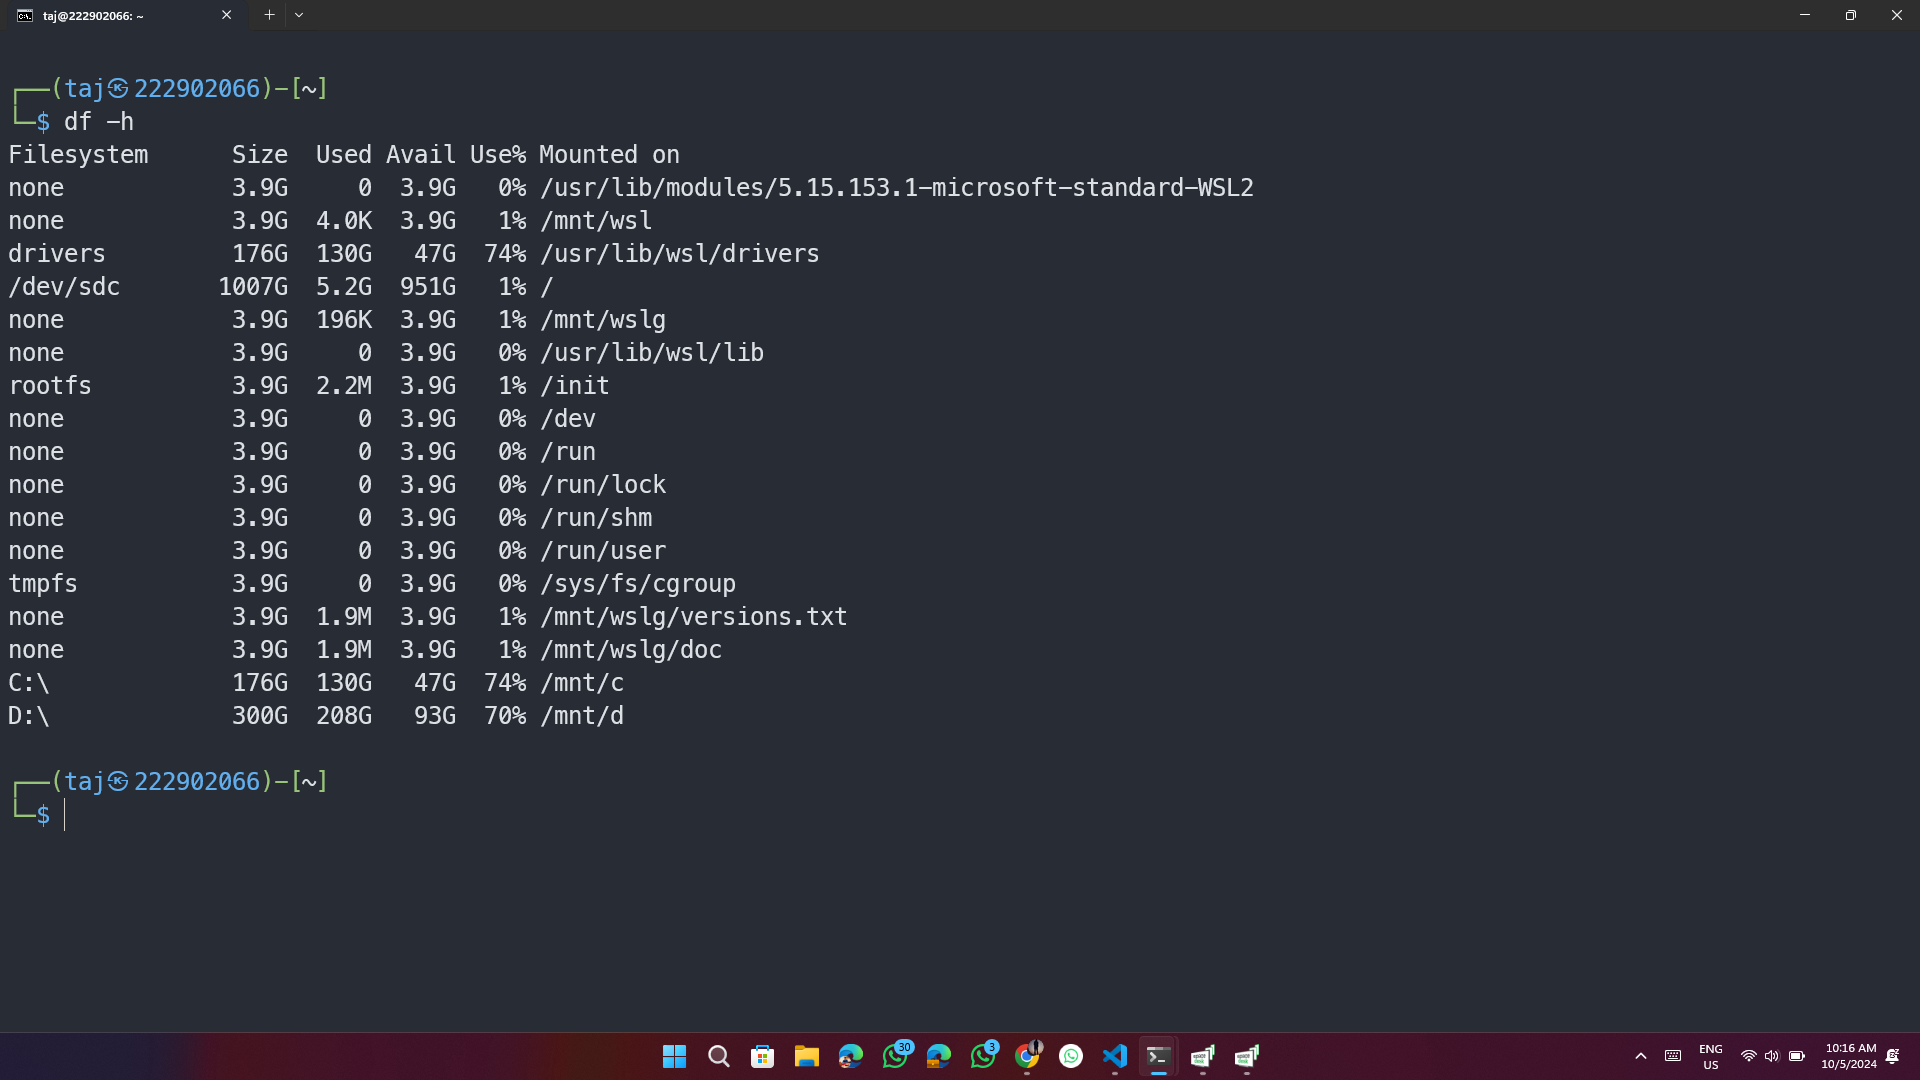 taj@222902066: ~
┌──(taj㉿222902066)-[~]
└─$ df -h
Filesystem      Size  Used Avail Use% Mounted on
none            3.9G     0  3.9G   0% /usr/lib/modules/5.15.153.1-microsoft-standard-WSL2
none            3.9G  4.0K  3.9G   1% /mnt/wsl
drivers         176G  130G   47G  74% /usr/lib/wsl/drivers
/dev/sdc       1007G  5.2G  951G   1% /
none            3.9G  196K  3.9G   1% /mnt/wslg
none            3.9G     0  3.9G   0% /usr/lib/wsl/lib
rootfs          3.9G  2.2M  3.9G   1% /init
none            3.9G     0  3.9G   0% /dev
none            3.9G     0  3.9G   0% /run
none            3.9G     0  3.9G   0% /run/lock
none            3.9G     0  3.9G   0% /run/shm
none            3.9G     0  3.9G   0% /run/user
tmpfs           3.9G     0  3.9G   0% /sys/fs/cgroup
none            3.9G  1.9M  3.9G   1% /mnt/wslg/versions.txt
none            3.9G  1.9M  3.9G   1% /mnt/wslg/doc
C:\             176G  130G   47G  74% /mnt/c
D:\             300G  208G   93G  70% /mnt/d
┌──(taj㉿222902066)-[~]
└─$
30
3
ENG
US
10:16 AM
10/5/2024